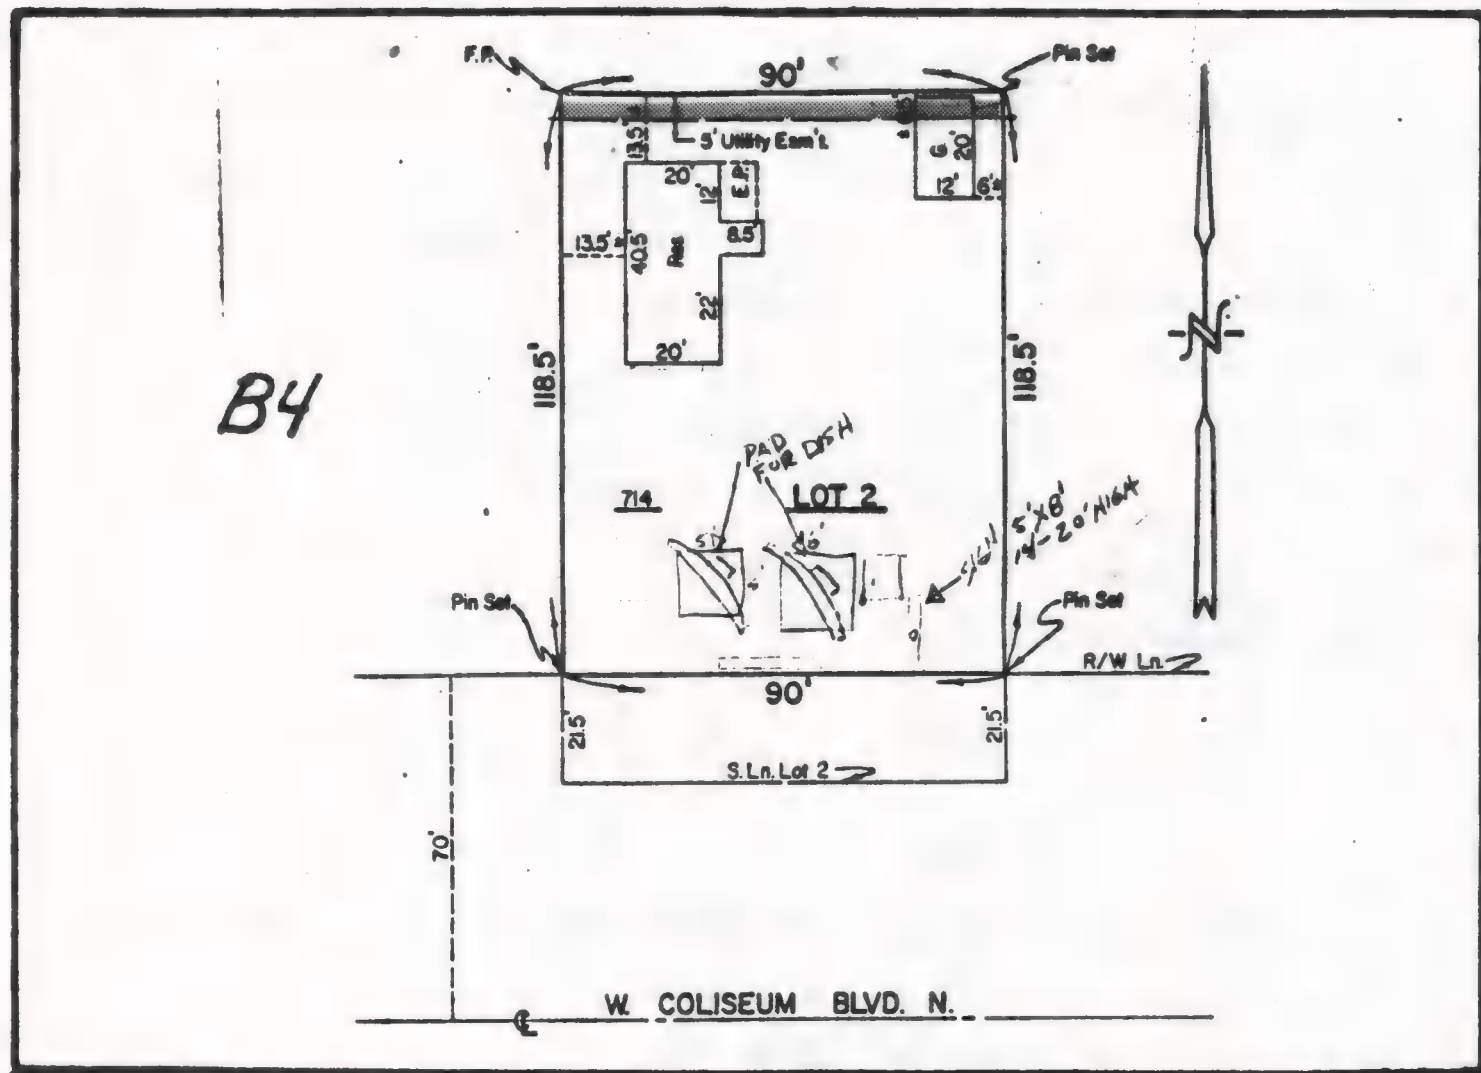 F.P.
90'
Pin Set
13.5'
5' Utility Esm't.
G
20'
12'
6'±
20'
12'
E.P.
8.5'
13.5'±
40.5'
Res
22'
20'
118.5'
118.5'
N
B4
PAD
FOR DISH
714
LOT 2
SIGN 5'X8'
14-20' HIGH
Pin Set
Pin Set
R/W Ln.
90'
21.5'
21.5'
S. Ln. Lot 2
70'
W. COLISEUM BLVD. N.